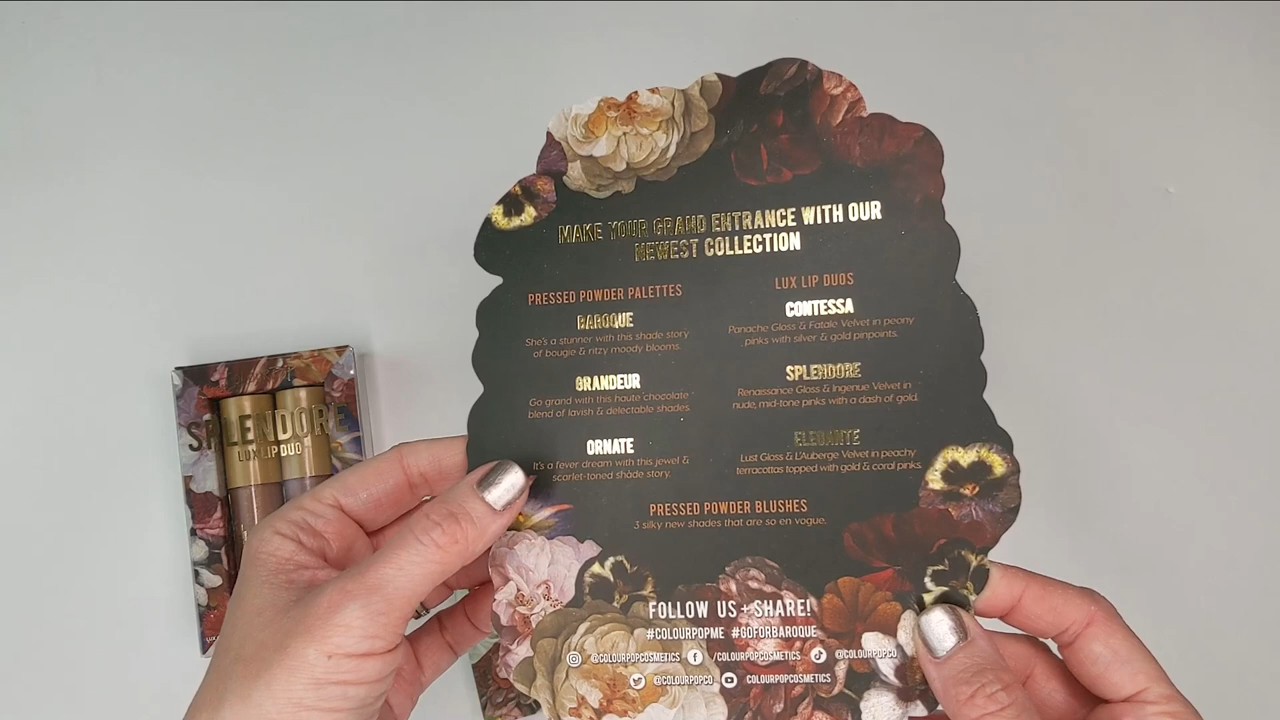 MAKE YOUR GRAND ENTRANCE WITH OUR
NEWEST COLLECTION
PRESSED POWDER PALETTES
BAROQUE
She's a stunner with this shade story
of bougie & ritzy moody blooms.
GRANDEUR
Go grand with this haute chocolate
blend of lavish & delectable shades.
ORNATE
It's a fever dream with this jewel &
scarlet-toned shade story.
LUX LIP DUOS
CONTESSA
Panache Gloss & Fatale Velvet in peony
pinks with silver & gold pinpoints.
SPLENDORE
Renaissance Gloss & Ingenue Velvet in
nude, mid-tone pinks with a dash of gold.
ELEGANTE
Lust Gloss & L'Auberge Velvet in peachy
terracottas topped with gold & coral pinks.
PRESSED POWDER BLUSHES
3 silky new shades that are so en vogue.
FOLLOW US + SHARE!
#COLOURPOPME #GOFORBAROQUE
@COLOURPOPCOSMETICS /COLOURPOPCOSMETICS @COLOURPOPCO
@COLOURPOPCO COLOURPOPCOSMETICS
SPLENDORE
LUX LIP DUO